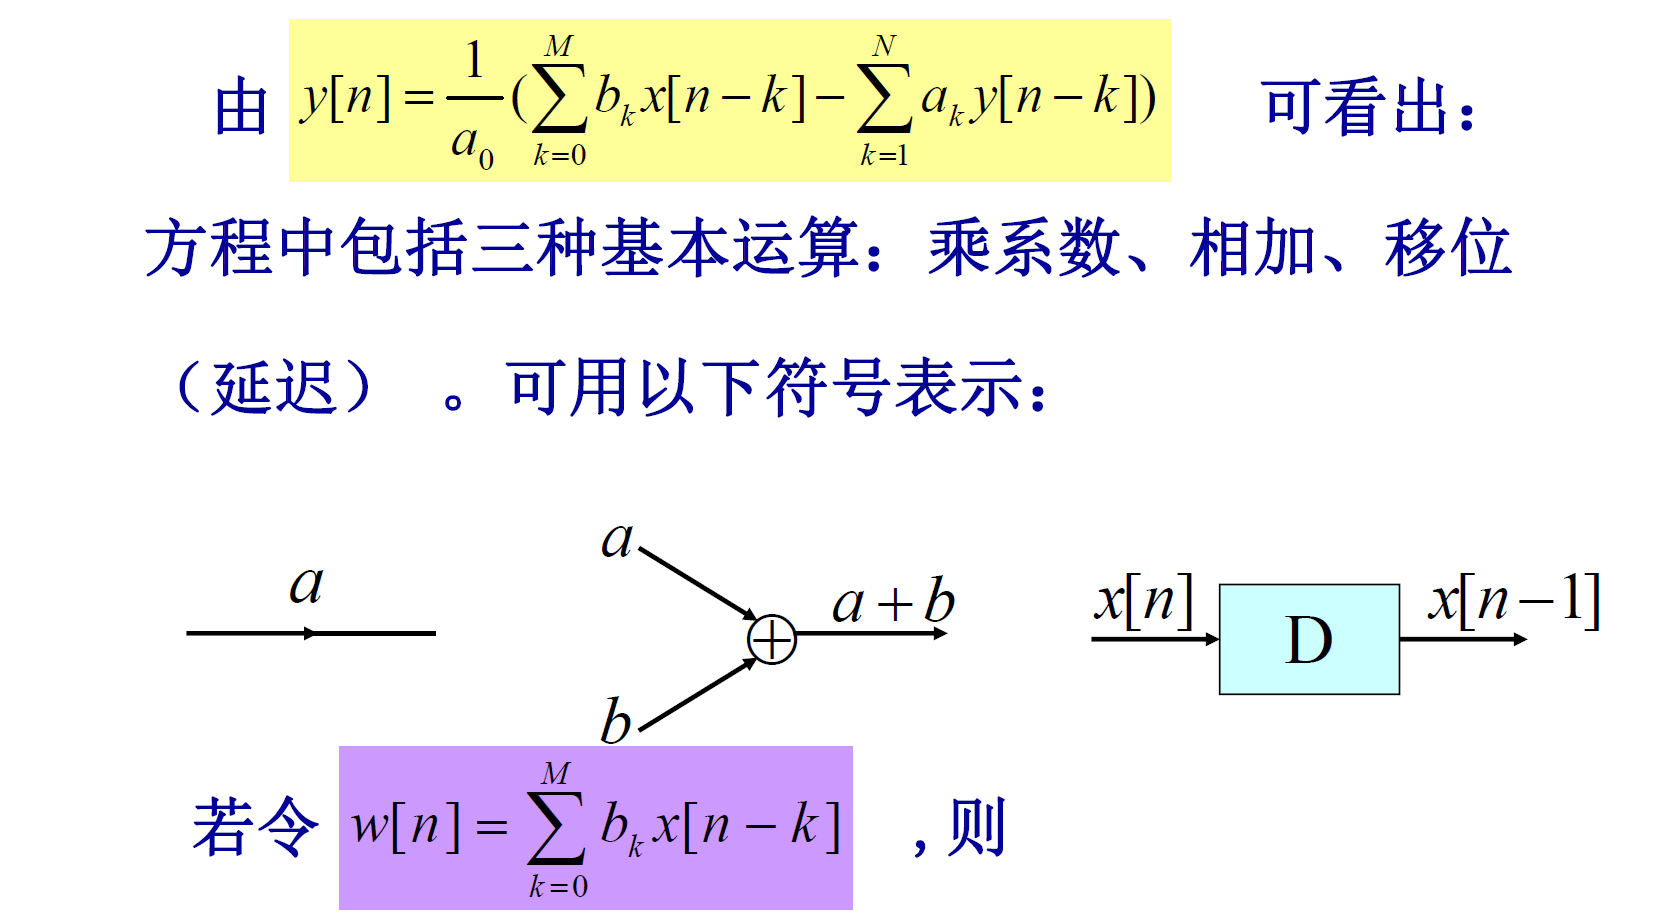 由 y[n] = \frac{1}{a_0}(\sum_{k=0}^{M} b_k x[n-k] - \sum_{k=1}^{N} a_k y[n-k]) 可看出：
方程中包括三种基本运算：乘系数、相加、移位
（延迟） 。可用以下符号表示：
a
a
b
a+b
x[n]
D
x[n-1]
若令 w[n] = \sum_{k=0}^{M} b_k x[n-k] ,则